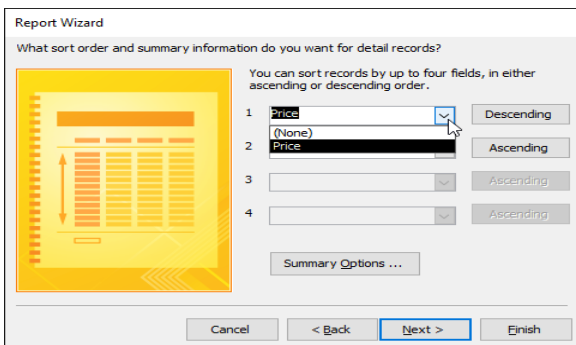 Report Wizard
What sort order and summary information do you want for detail records?
You can sort records by up to four fields, in either
ascending or descending order.
1 Price Descending
(None)
2 Price Ascending
3 Ascending
4 Ascending
Summary Options ...
Cancel < Back Next > Finish